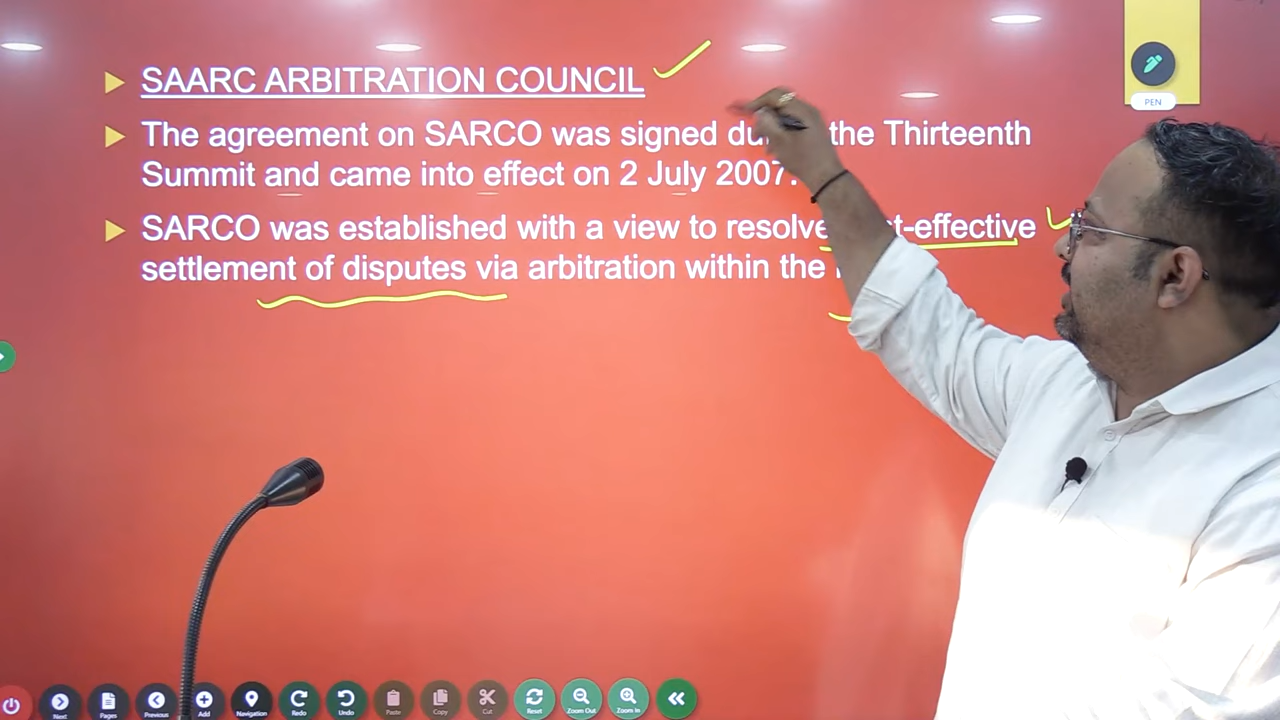 SAARC ARBITRATION COUNCIL
The agreement on SARCO was signed the Thirteenth
Summit and came into effect on 2 July 2007.
SARCO was established with a view to resolve -effective
settlement of disputes via arbitration within the
PEN
Next Pages Previous Add Navigation Redo Undo Paste Copy Cut Reset Zoom Out Zoom In